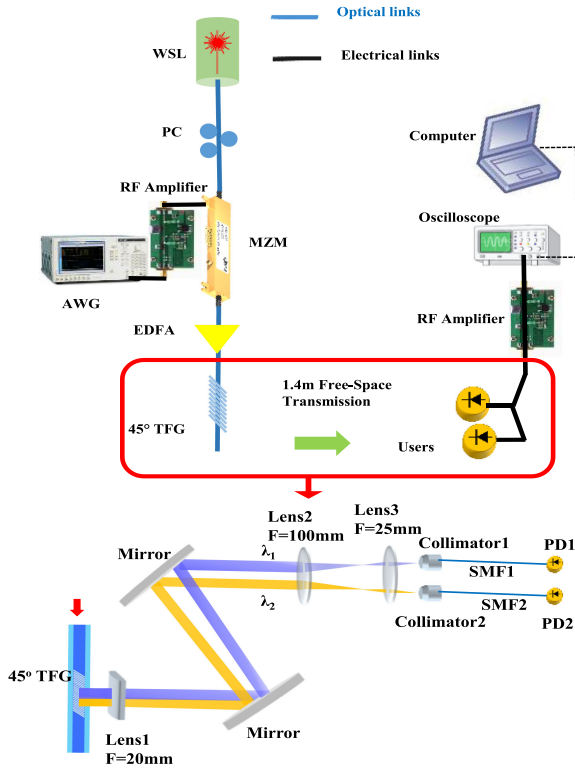 Optical links
WSL
Electrical links
PC
Computer
RF Amplifier
Oscilloscope
MZM
AWG
RF Amplifier
EDFA
1.4m Free-Space
Transmission
45° TFG
Users
Lens2
F=100mm
Lens3
F=25mm
Collimator1
Mirror
λ1
PD1
SMF1
λ2
SMF2
Collimator2
PD2
45° TFG
Mirror
Lens1
F=20mm